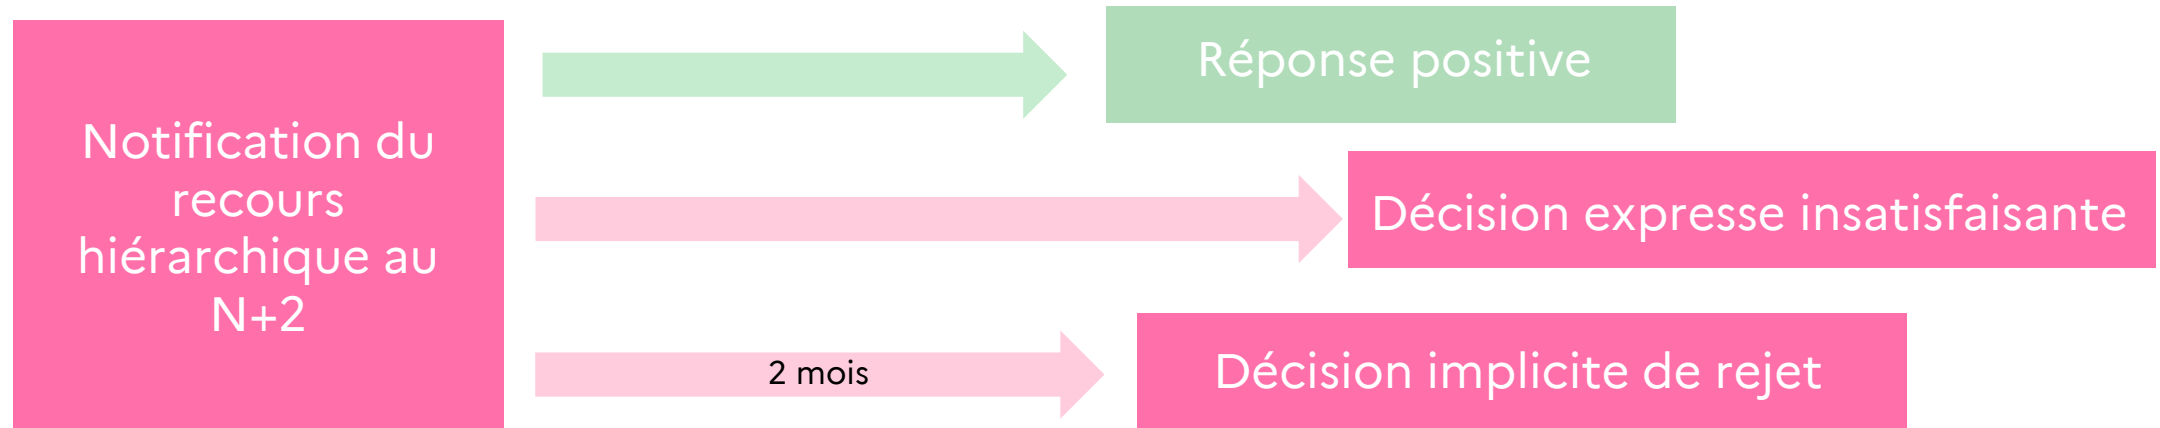 Notification du
recours
hiérarchique au
N+2
Réponse positive
Décision expresse insatisfaisante
2 mois
Décision implicite de rejet